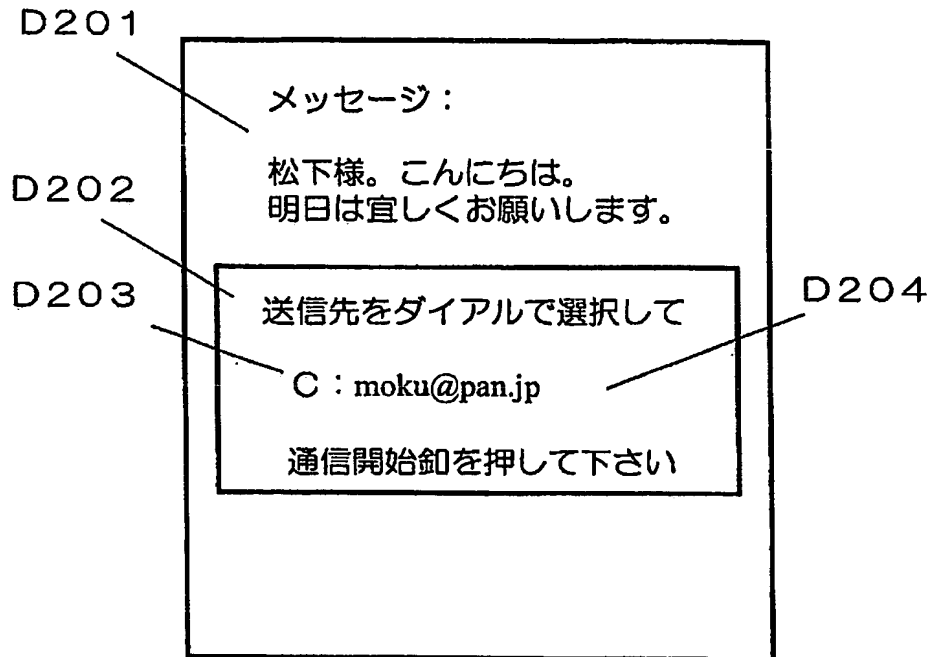 D201
メッセージ：
松下様。こんにちは。
D202
明日は宜しくお願いします。
D203
送信先をダイアルで選択して
D204
C：moku@pan.jp
通信開始釦を押して下さい